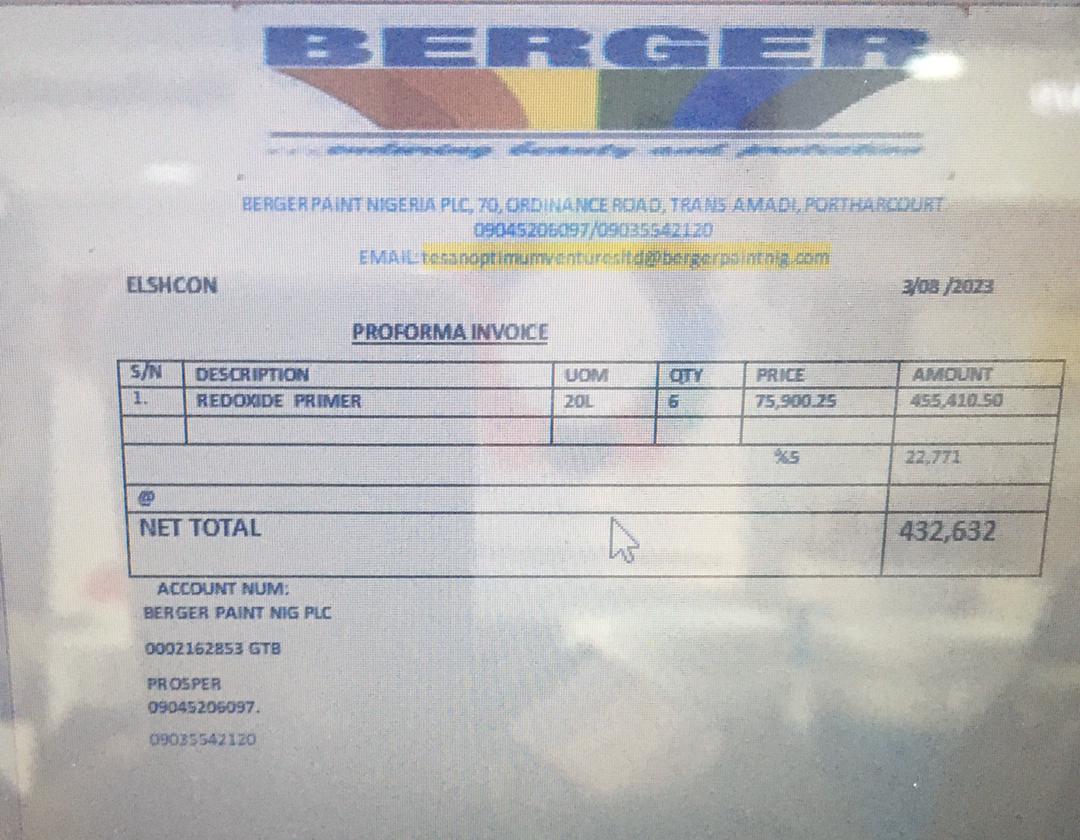 BERGER
...enduring beauty and protection
BERGER PAINT NIGERIA PLC, 70, ORDINANCE ROAD, TRANS AMADI, PORTHARCOURT
09045206097/09035542120
EMAIL:tesanoptimumventuresltd@bergerpaintnig.com
ELSHCON 3/08 /2023
PROFORMA INVOICE
S/N DESCRIPTION UOM QTY PRICE AMOUNT
1. REDOXIDE PRIMER 20L 6 75,900.25 455,410.50
%5 22,771
@
NET TOTAL 432,632
ACCOUNT NUM:
BERGER PAINT NIG PLC
0002162853 GTB
PROSPER
09045206097.
09035542120